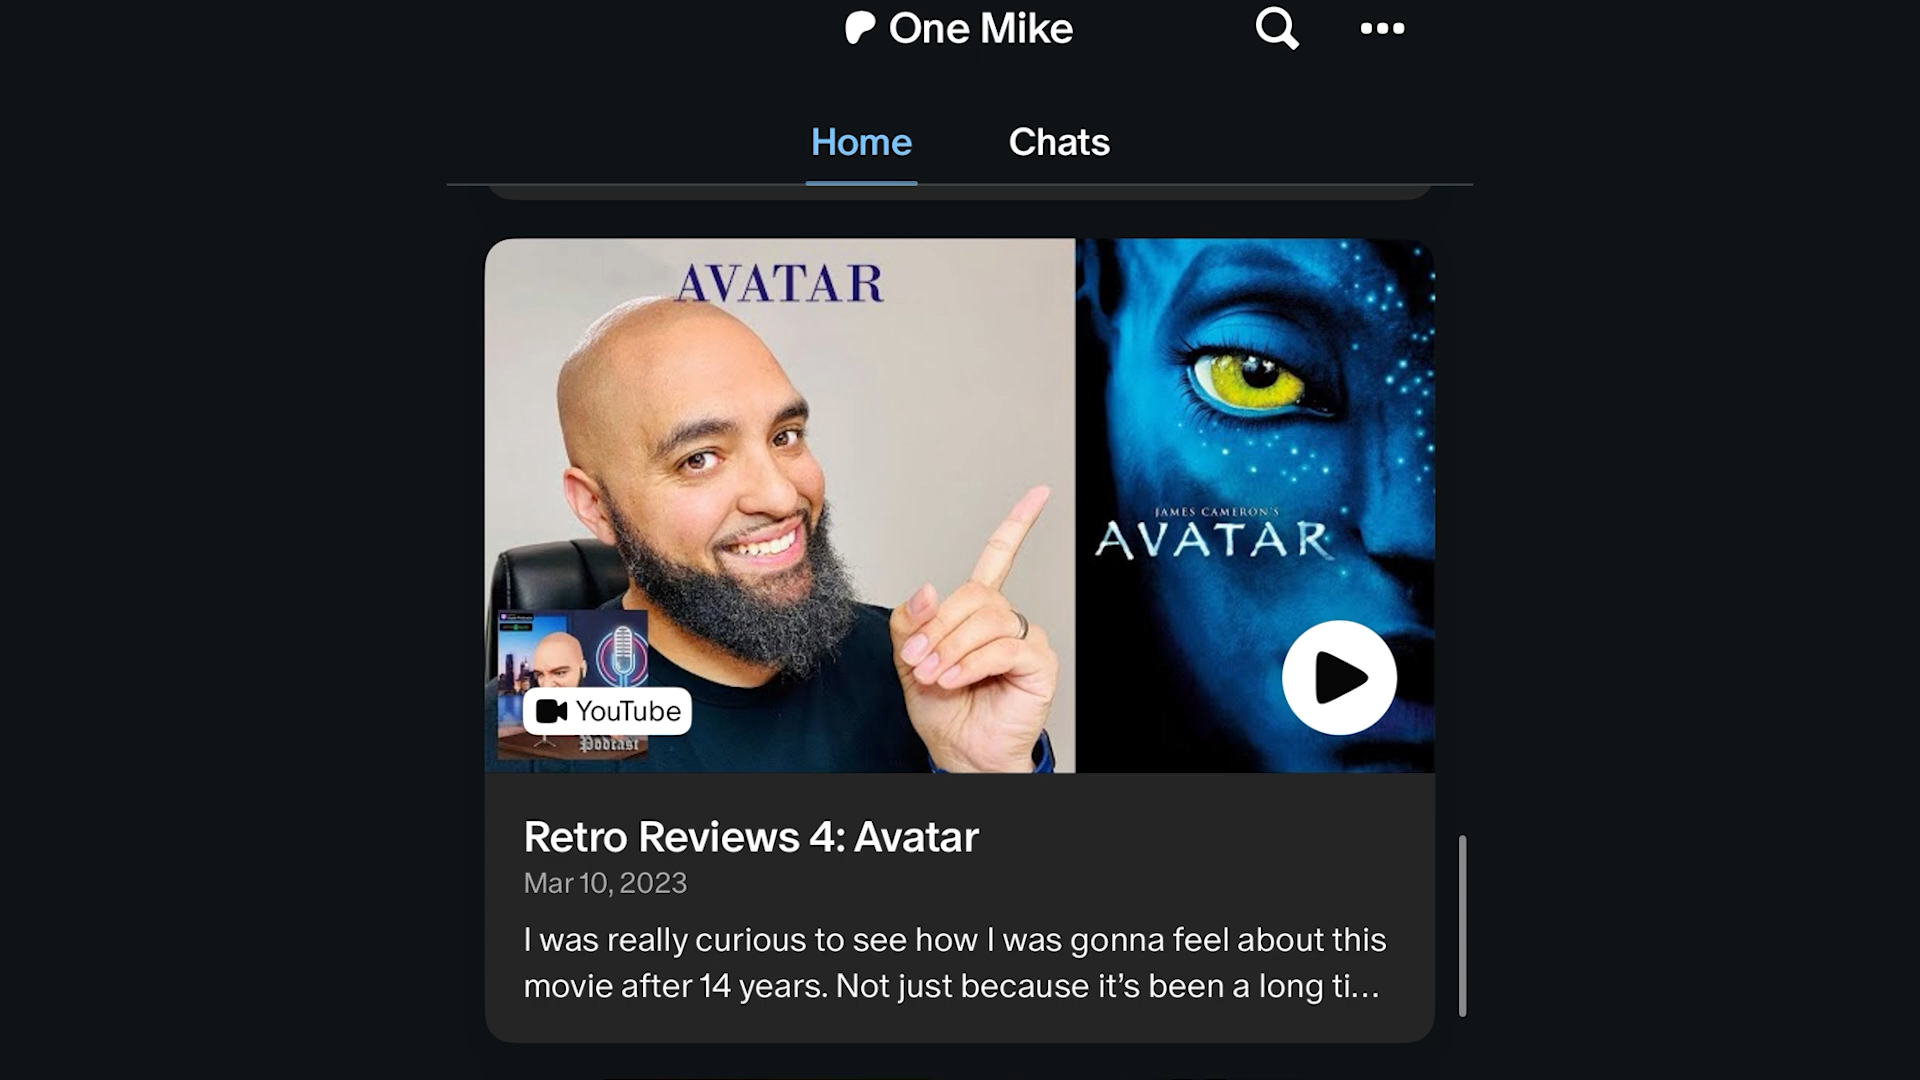 One Mike
Home
Chats
AVATAR
JAMES CAMERON'S
AVATAR
YouTube
Podcast
Retro Reviews 4: Avatar
Mar 10, 2023
I was really curious to see how I was gonna feel about this
movie after 14 years. Not just because it's been a long ti...